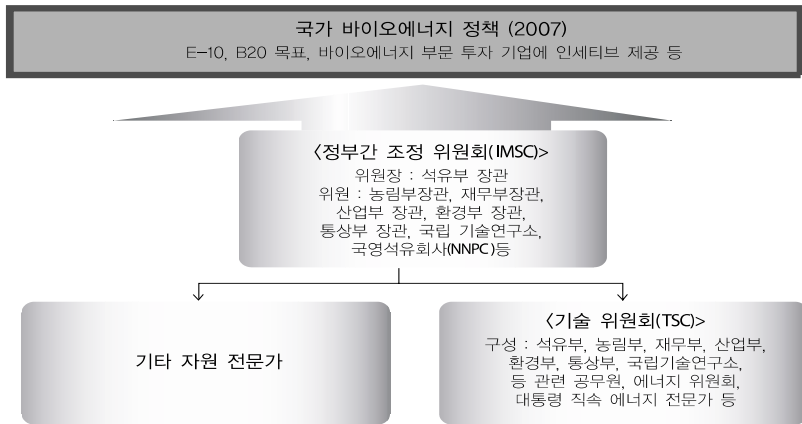 국가 바이오에너지 정책 (2007)
E-10, B20 목표, 바이오에너지 부문 투자 기업에 인세티브 제공 등
<정부간 조정 위원회(IMSC)>
위원장 : 석유부 장관
위원 : 농림부장관, 재무부장관,
산업부 장관, 환경부 장관,
통상부 장관, 국립 기술연구소,
국영석유회사(NNPC)등
기타 자원 전문가
<기술 위원회(TSC)>
구성 : 석유부, 농림부, 재무부, 산업부,
환경부, 통상부, 국립기술연구소,
등 관련 공무원, 에너지 위원회,
대통령 직속 에너지 전문가 등